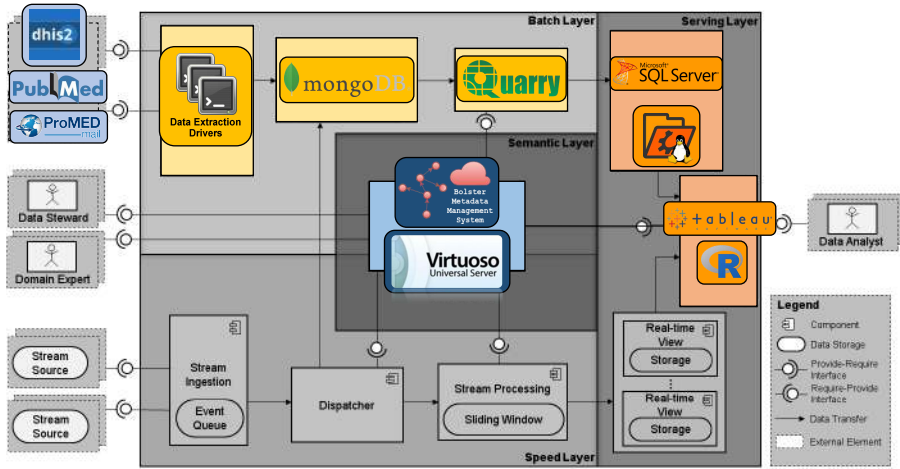 Batch Layer
Serving Layer
dhis2
PubMed
ProMED
mail
Data Extraction
Drivers
mongoDB
Quarry
Microsoft
SQL Server
Semantic Layer
Bolster
Metadata
Management
System
Virtuoso
Universal Server
Data Steward
Domain Expert
+ableau
R
Data Analyst
Stream
Source
Stream
Source
Stream
Ingestion
Event
Queue
Dispatcher
Stream Processing
Sliding Window
Real-time
View
Storage
Real-time
View
Storage
Speed Layer
Legend
Component
Data Storage
Provide-Require
Interface
Require-Provide
Interface
Data Transfer
External Element